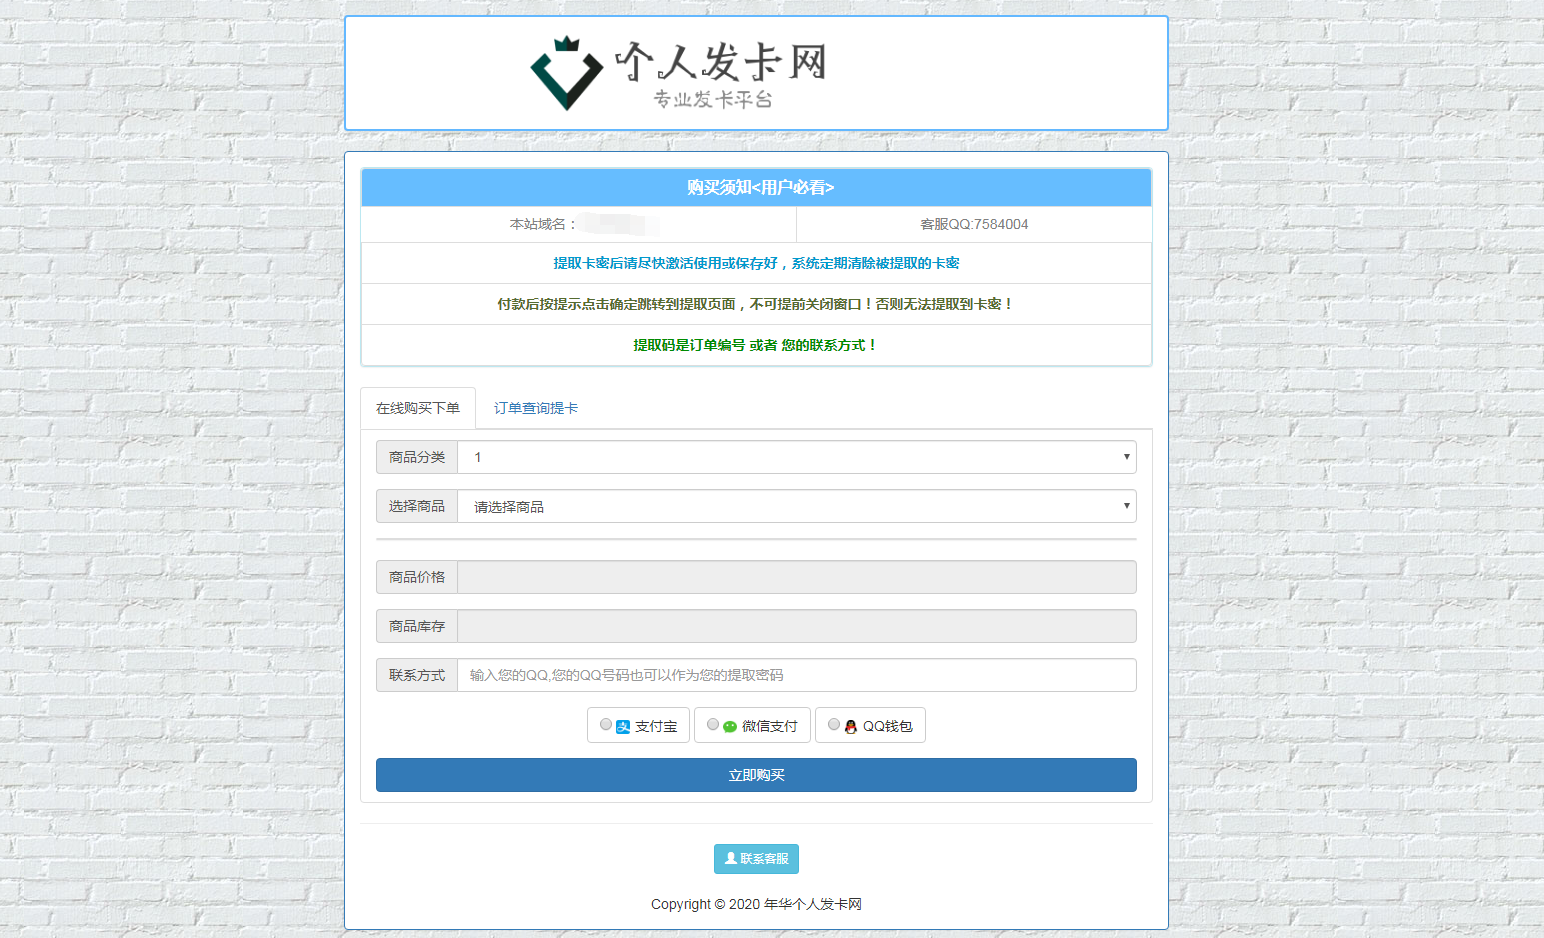 个人发卡网
专业发卡平台
购买须知<用户必看>
本站域名：
客服QQ:7584004
提取卡密后请尽快激活使用或保存好，系统定期清除被提取的卡密
付款后按提示点击确定跳转到提取页面，不可提前关闭窗口！否则无法提取到卡密！
提取码是订单编号 或者 您的联系方式！
在线购买下单
订单查询提卡
商品分类
1
选择商品
请选择商品
商品价格
商品库存
联系方式
输入您的QQ,您的QQ号码也可以作为您的提取密码
支付宝
微信支付
QQ钱包
立即购买
联系客服
Copyright © 2020 年华个人发卡网